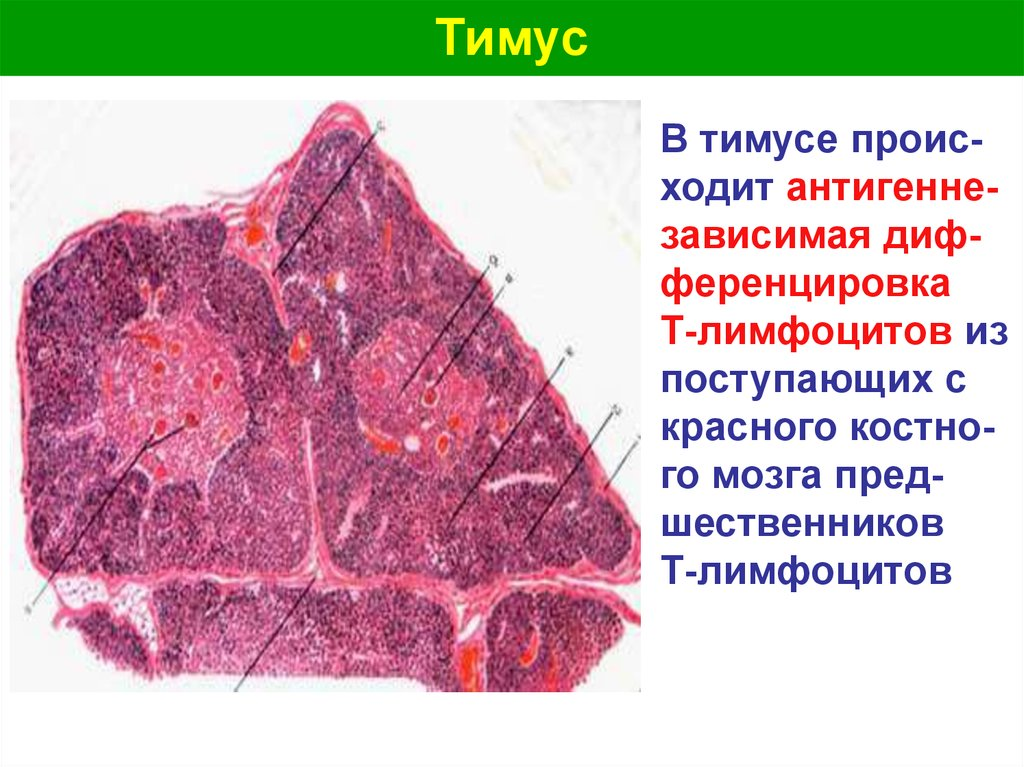 Тимус
В тимусе проис-
ходит антигенне-
зависимая диф-
ференцировка
Т-лимфоцитов из
поступающих с
красного костно-
го мозга пред-
шественников
Т-лимфоцитов